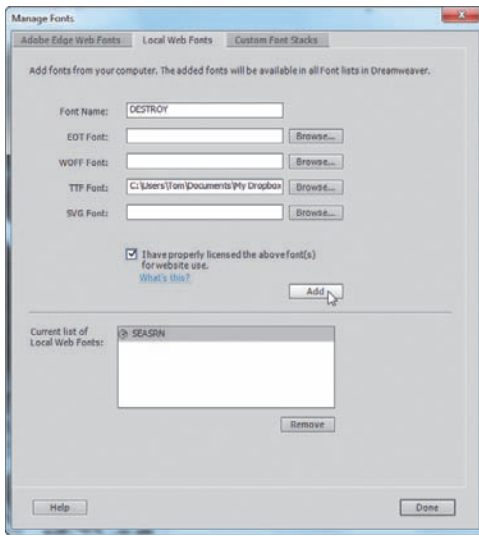 Manage Fonts
Adobe Edge Web Fonts Local Web Fonts Custom Font Stacks
Add fonts from your computer. The added fonts will be available in all Font lists in Dreamweaver.
Font Name: DESTROY
EOT Font: Browse...
WOFF Font: Browse...
TTF Font: C:\Users\Tom\Documents\My Dropbox Browse...
SVG Font: Browse...
I have properly licensed the above font(s)
for website use.
What's this?
Add
Current list of
Local Web Fonts:
SEASRN
Remove
Help Done